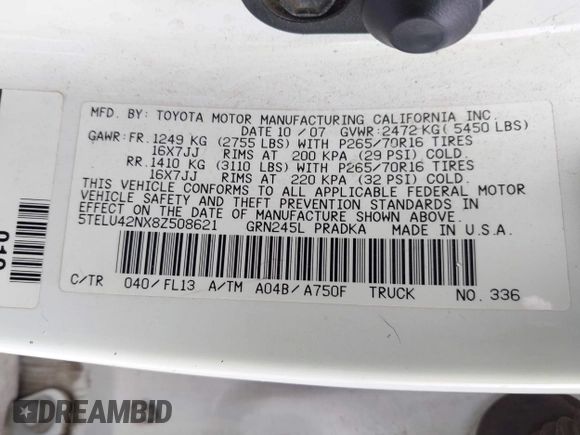 MFD. BY: TOYOTA MOTOR MANUFACTURING CALIFORNIA INC.
DATE 10 / 07 GVWR: 2472 KG ( 5450 LBS)
GAWR: FR. 1249 KG (2755 LBS) WITH P265/70R16 TIRES
16X7JJ RIMS AT 200 KPA (29 PSI) COLD.
RR. 1410 KG (3110 LBS) WITH P265/70R16 TIRES
16X7JJ RIMS AT 220 KPA (32 PSI) COLD.
THIS VEHICLE CONFORMS TO ALL APPLICABLE FEDERAL MOTOR
VEHICLE SAFETY AND THEFT PREVENTION STANDARDS IN
EFFECT ON THE DATE OF MANUFACTURE SHOWN ABOVE.
5TELU42NX8Z508621 GRN245L PRADKA MADE IN U.S.A.
C/TR 040/FL13 A/TM A04B/A750F TRUCK NO. 336
DREAMBID